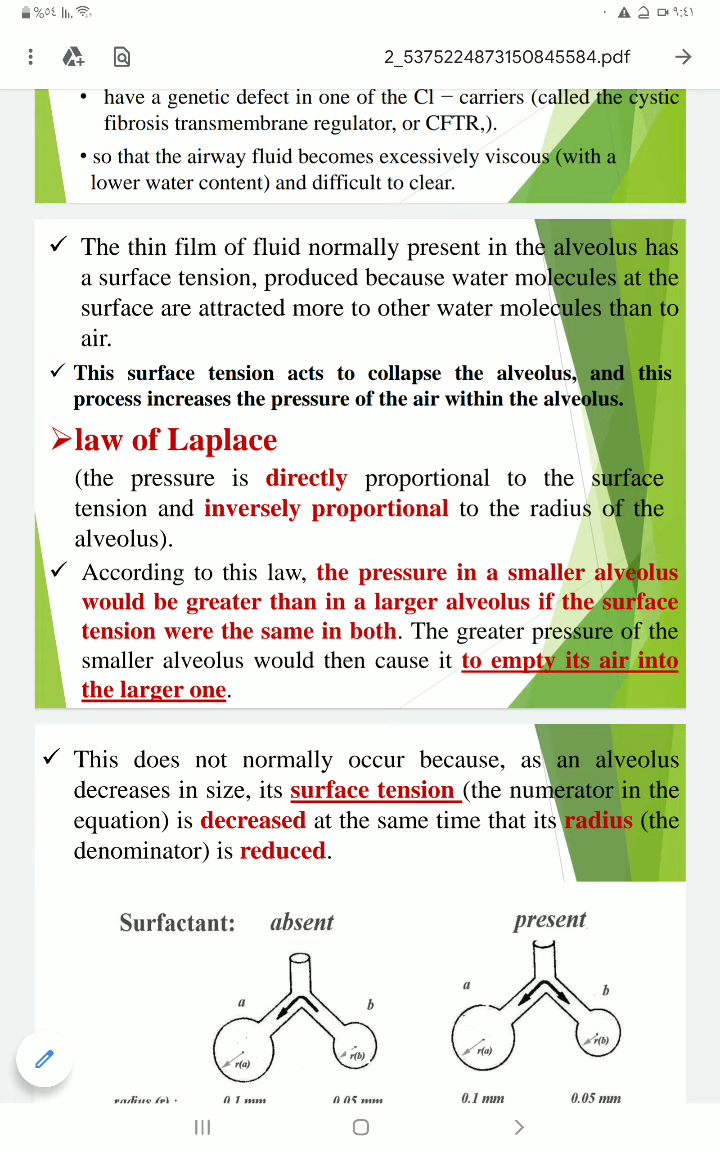 %٥٤ ٩:٤١
2_5375224873150845584.pdf
• have a genetic defect in one of the Cl − carriers (called the cystic
fibrosis transmembrane regulator, or CFTR,).
• so that the airway fluid becomes excessively viscous (with a
lower water content) and difficult to clear.
✓ The thin film of fluid normally present in the alveolus has
a surface tension, produced because water molecules at the
surface are attracted more to other water molecules than to
air.
✓ This surface tension acts to collapse the alveolus, and this
process increases the pressure of the air within the alveolus.
➢law of Laplace
(the pressure is directly proportional to the surface
tension and inversely proportional to the radius of the
alveolus).
✓ According to this law, the pressure in a smaller alveolus
would be greater than in a larger alveolus if the surface
tension were the same in both. The greater pressure of the
smaller alveolus would then cause it to empty its air into
the larger one.
✓ This does not normally occur because, as an alveolus
decreases in size, its surface tension (the numerator in the
equation) is decreased at the same time that its radius (the
denominator) is reduced.
Surfactant: absent present
a b a b
r(a) r(b) r(a) r(b)
radius (r) : 0.1 mm 0.05 mm 0.1 mm 0.05 mm